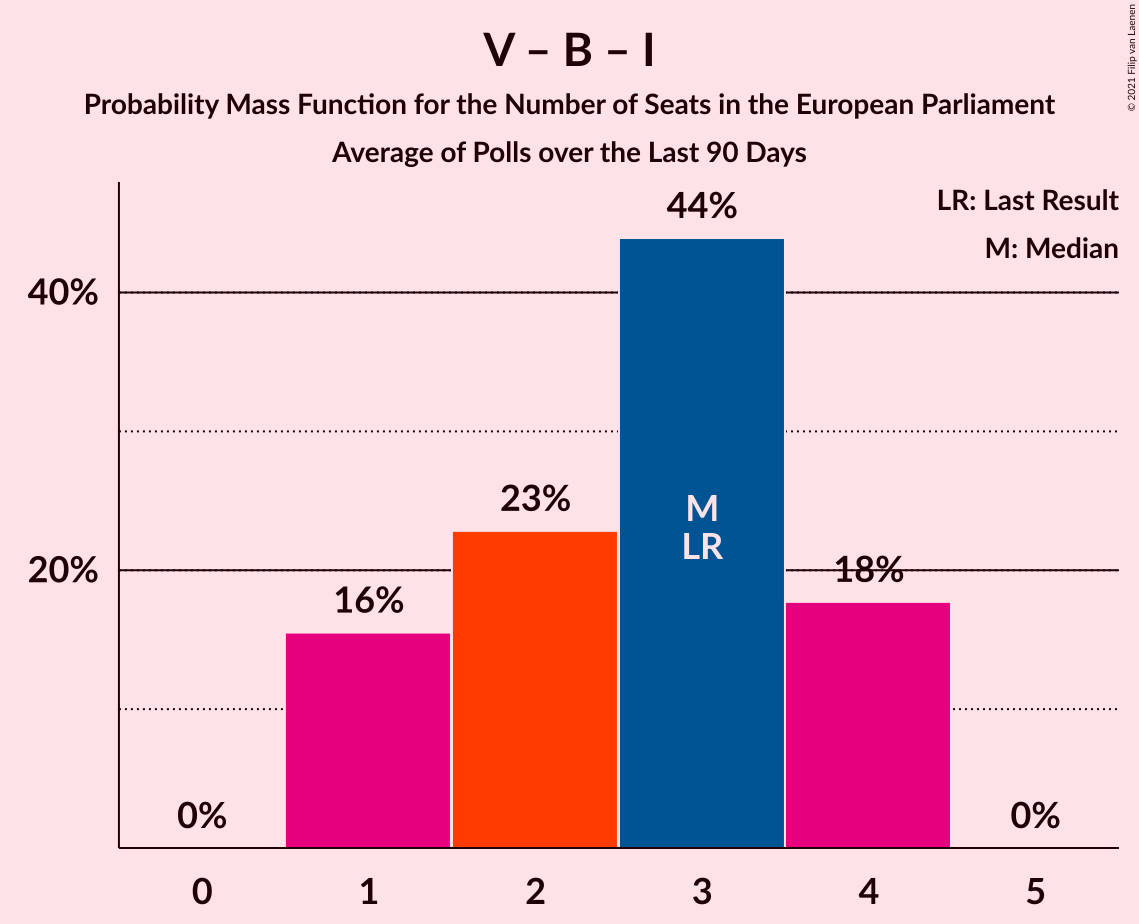 V – B – I
Probability Mass Function for the Number of Seats in the European Parliament
Average of Polls over the Last 90 Days
© 2021 Filip van Laenen
LR: Last Result
M: Median
44%
40%
23%
M
LR
20%
18%
16%
0%
0%
0 1 2 3 4 5